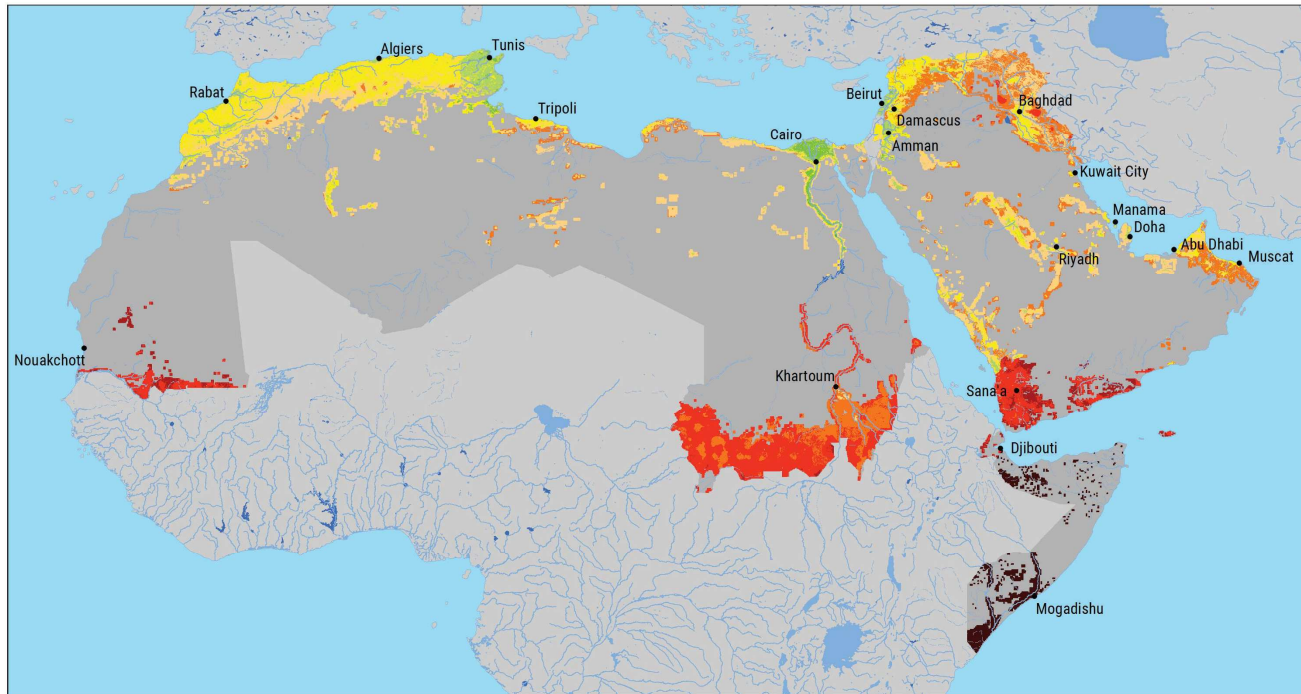 Algiers
Tunis
Rabat
Tripoli
Beirut
Baghdad
Damascus
Cairo
Amman
Kuwait City
Manama
Doha
Abu Dhabi
Riyadh
Muscat
Nouakchott
Khartoum
Sana'a
Djibouti
Mogadishu